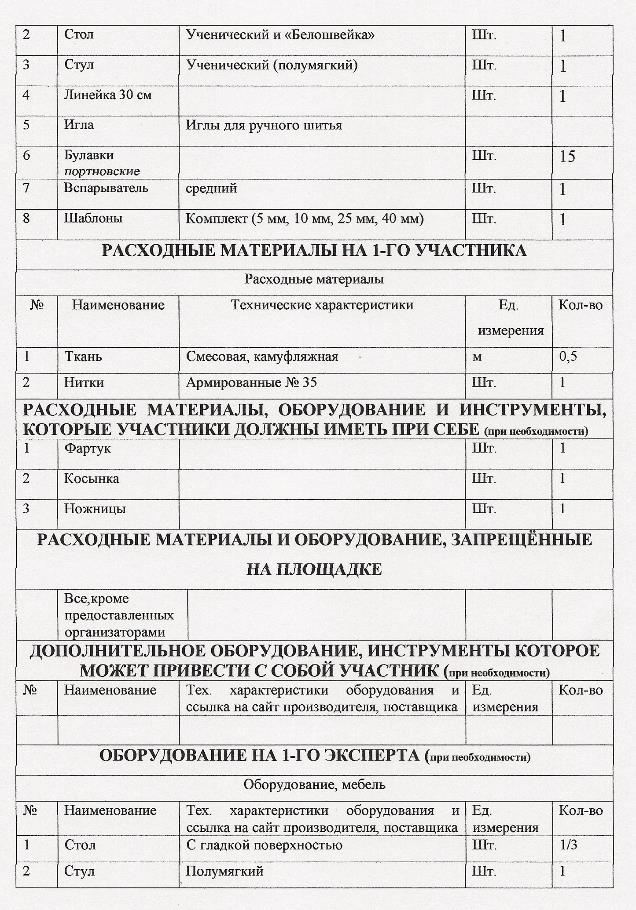 2 Стол Ученический и «Белошвейка» Шт. 1
3 Стул Ученический (полумягкий) Шт. 1
4 Линейка 30 см Шт. 1
5 Игла Иглы для ручного шитья
6 Булавки Шт. 15
портновские
7 Вспарыватель средний Шт. 1
8 Шаблоны Комплект (5 мм, 10 мм, 25 мм, 40 мм) Шт. 1
РАСХОДНЫЕ МАТЕРИАЛЫ НА 1-ГО УЧАСТНИКА
Расходные материалы
№ Наименование Технические характеристики Ед. Кол-во
измерения
1 Ткань Смесовая, камуфляжная м 0,5
2 Нитки Армированные № 35 Шт. 1
РАСХОДНЫЕ МАТЕРИАЛЫ, ОБОРУДОВАНИЕ И ИНСТРУМЕНТЫ,
КОТОРЫЕ УЧАСТНИКИ ДОЛЖНЫ ИМЕТЬ ПРИ СЕБЕ (при необходимости)
1 Фартук Шт. 1
2 Косынка Шт. 1
3 Ножницы Шт. 1
РАСХОДНЫЕ МАТЕРИАЛЫ И ОБОРУДОВАНИЕ, ЗАПРЕЩЁННЫЕ
НА ПЛОЩАДКЕ
Все,кроме
предоставленных
организаторами
ДОПОЛНИТЕЛЬНОЕ ОБОРУДОВАНИЕ, ИНСТРУМЕНТЫ КОТОРОЕ
МОЖЕТ ПРИВЕСТИ С СОБОЙ УЧАСТНИК (при необходимости)
№ Наименование Тех. характеристики оборудования и Ед. Кол-во
ссылка на сайт производителя, поставщика измерения
ОБОРУДОВАНИЕ НА 1-ГО ЭКСПЕРТА (при необходимости)
Оборудование, мебель
№ Наименование Тех. характеристики оборудования и Ед. Кол-во
ссылка на сайт производителя, поставщика измерения
1 Стол С гладкой поверхностью Шт. 1/3
2 Стул Полумягкий Шт. 1